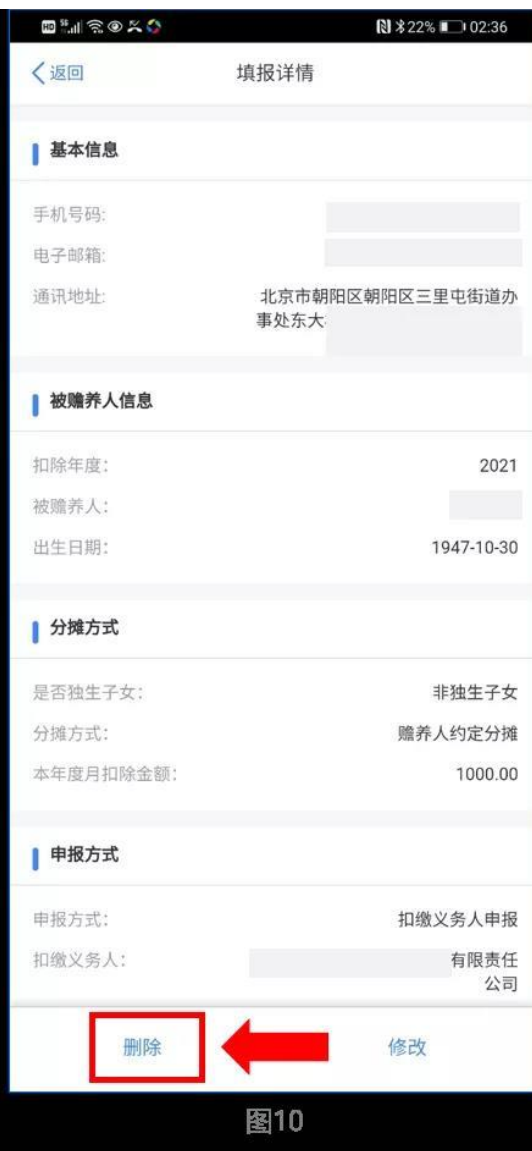 HD 5G 22% 02:36
返回 填报详情
基本信息
手机号码:
电子邮箱:
通讯地址: 北京市朝阳区朝阳区三里屯街道办
事处东大
被赡养人信息
扣除年度: 2021
被赡养人:
出生日期: 1947-10-30
分摊方式
是否独生子女: 非独生子女
分摊方式: 赡养人约定分摊
本年度月扣除金额: 1000.00
申报方式
申报方式: 扣缴义务人申报
扣缴义务人: 有限责任
公司
删除 修改
图10